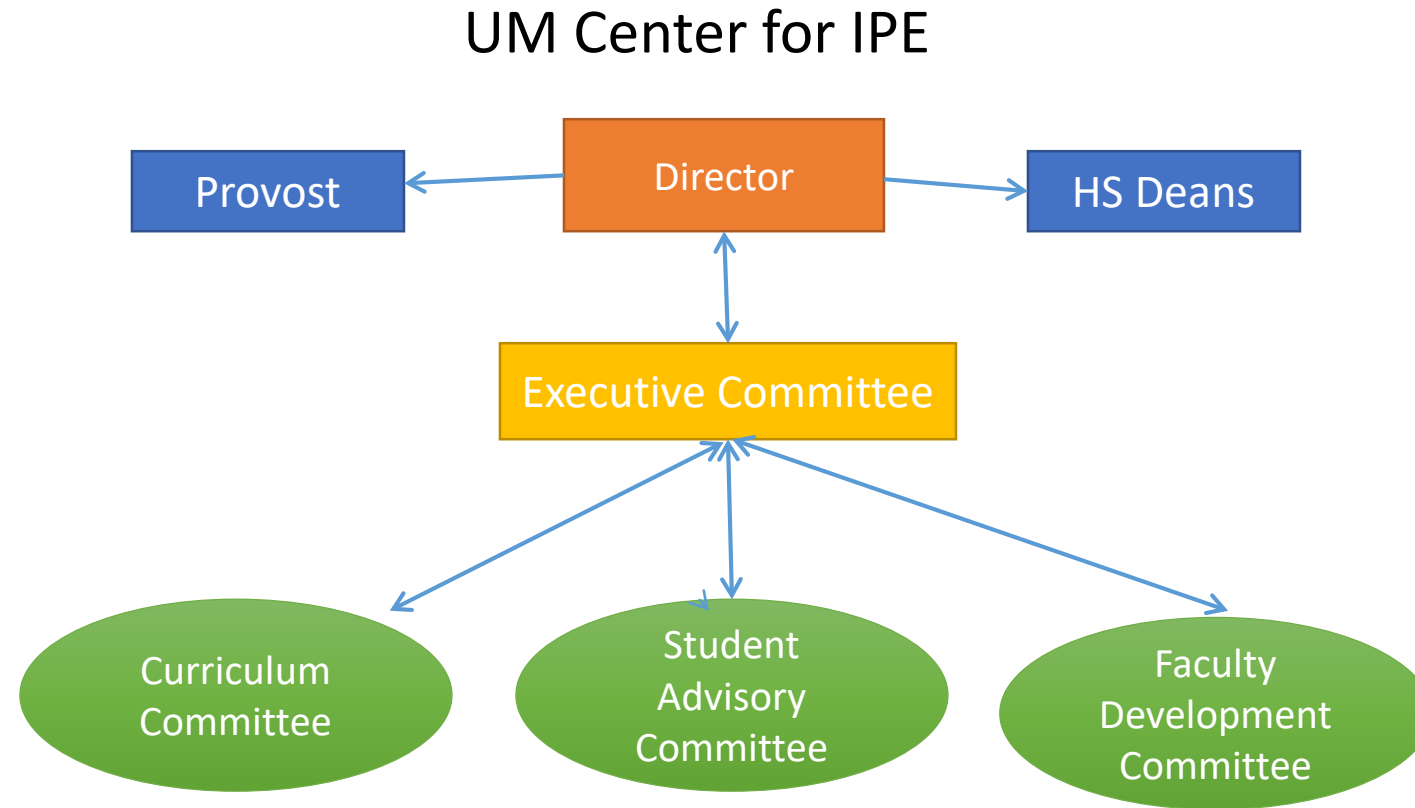 UM Center for IPE
Provost
Director
HS Deans
Executive Committee
Curriculum
Committee
Student
Advisory
Committee
Faculty
Development
Committee